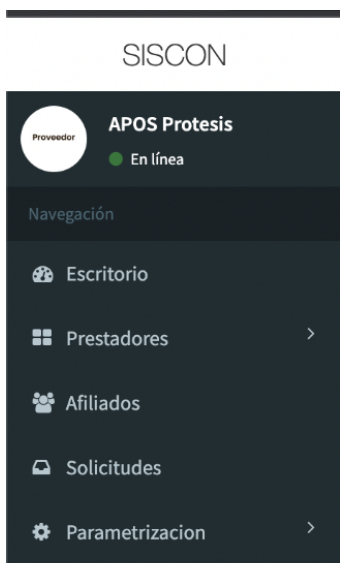 SISCON
Proveedor
APOS Protesis
En línea
Navegación
Escritorio
Prestadores
Afiliados
Solicitudes
Parametrizacion